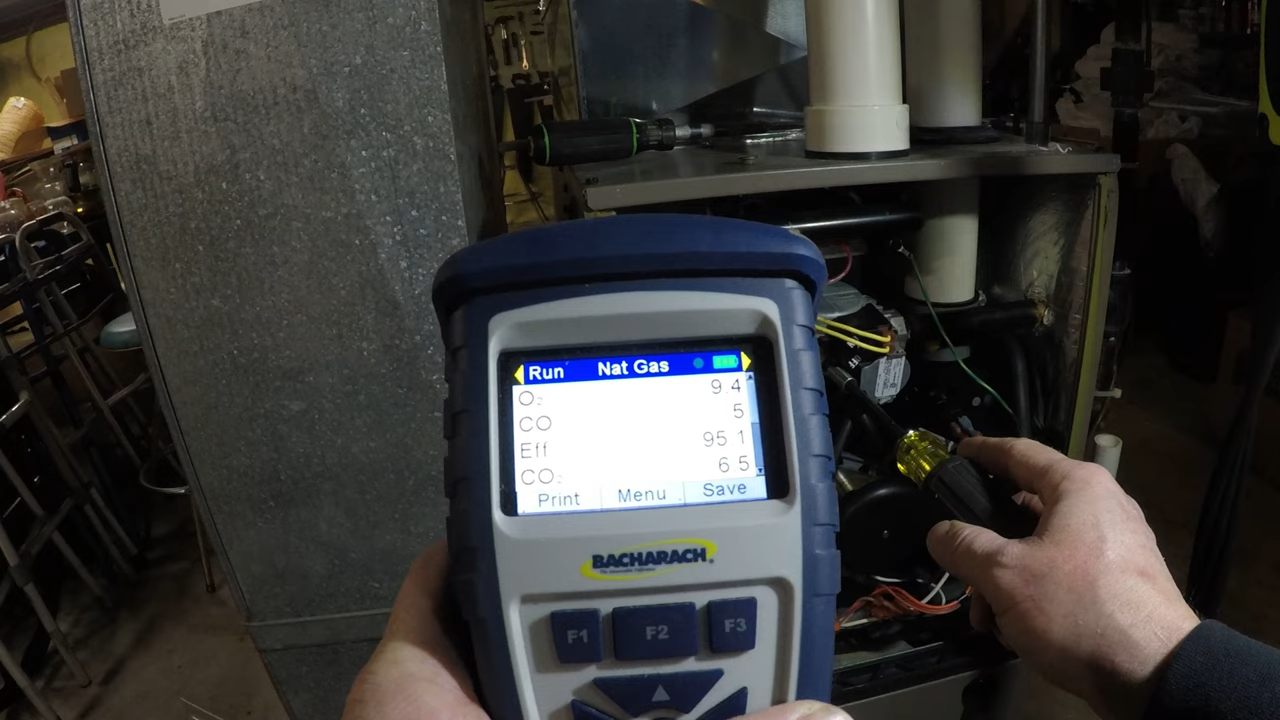 Run Nat Gas
O₂ 9.4
CO 5
Eff 95.1
CO₂ 6.5
Print Menu Save
BACHARACH
F1 F2 F3